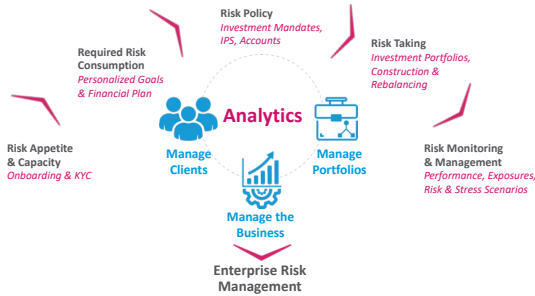 Risk Policy
Investment Mandates,
IPS, Accounts
Required Risk
Consumption
Personalized Goals
& Financial Plan
Risk Taking
Investment Portfolios,
Construction &
Rebalancing
Analytics
Risk Appetite
& Capacity
Onboarding & KYC
Manage
Clients
Manage
Portfolios
Risk Monitoring
& Management
Performance, Exposures,
Risk & Stress Scenarios
Manage the
Business
Enterprise Risk
Management